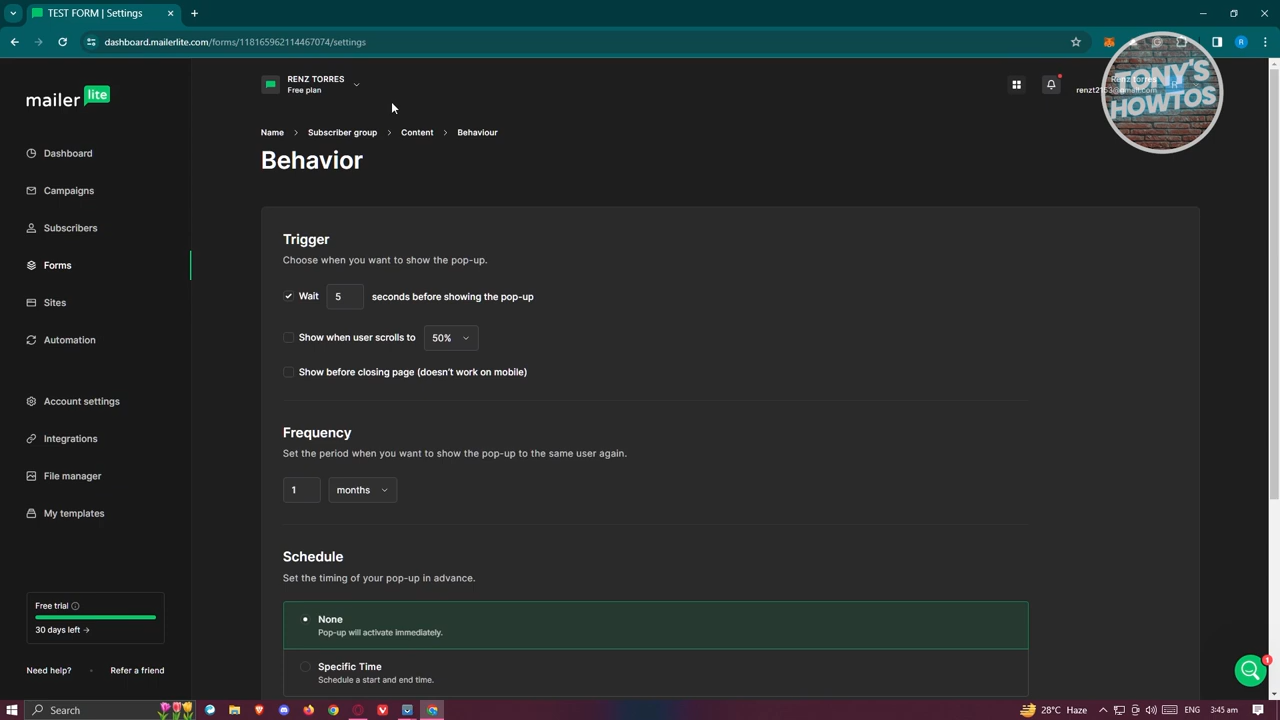 TEST FORM | Settings
dashboard.mailerlite.com/forms/118165962114467074/settings
R
mailer lite
RENZ TORRES
Free plan
TONY'S
HOWTOS
Renz torres
Name
Subscriber group
Content
Behaviour
Behavior
Dashboard
Campaigns
Subscribers
Forms
Sites
Automation
Account settings
Integrations
File manager
My templates
Trigger
Choose when you want to show the pop-up.
Wait 5 seconds before showing the pop-up
Show when user scrolls to 50%
Show before closing page (doesn't work on mobile)
Frequency
Set the period when you want to show the pop-up to the same user again.
1 months
Schedule
Set the timing of your pop-up in advance.
None
Pop-up will activate immediately.
Specific Time
Schedule a start and end time.
Free trial
30 days left
Need help?
Refer a friend
1
Search
28°C Haze
ENG
3:45 am